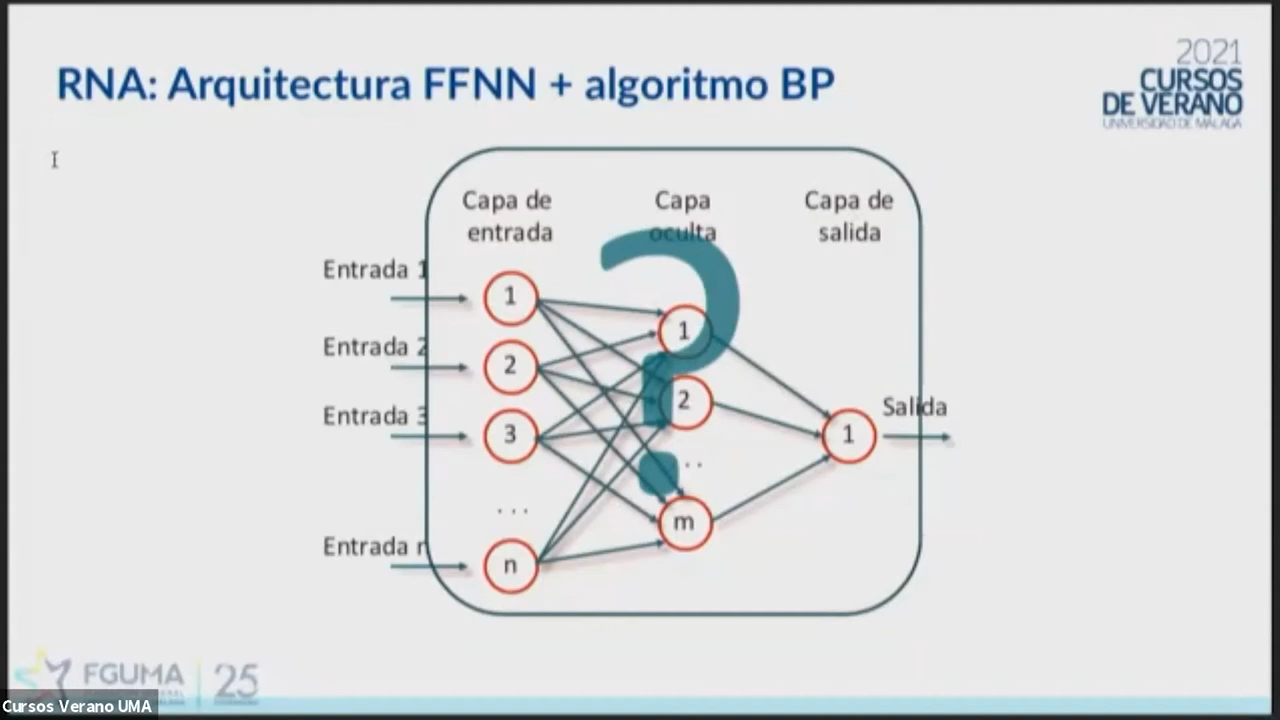 RNA: Arquitectura FFNN + algoritmo BP
2021
CURSOS
DE VERANO
UNIVERSIDAD DE MÁLAGA
Capa de
entrada
Capa
oculta
Capa de
salida
Entrada 1
Entrada 2
Entrada 3
Entrada n
1
2
3
...
n
1
2
..
m
?
1
Salida
FGUMA
25
Cursos Verano UMA